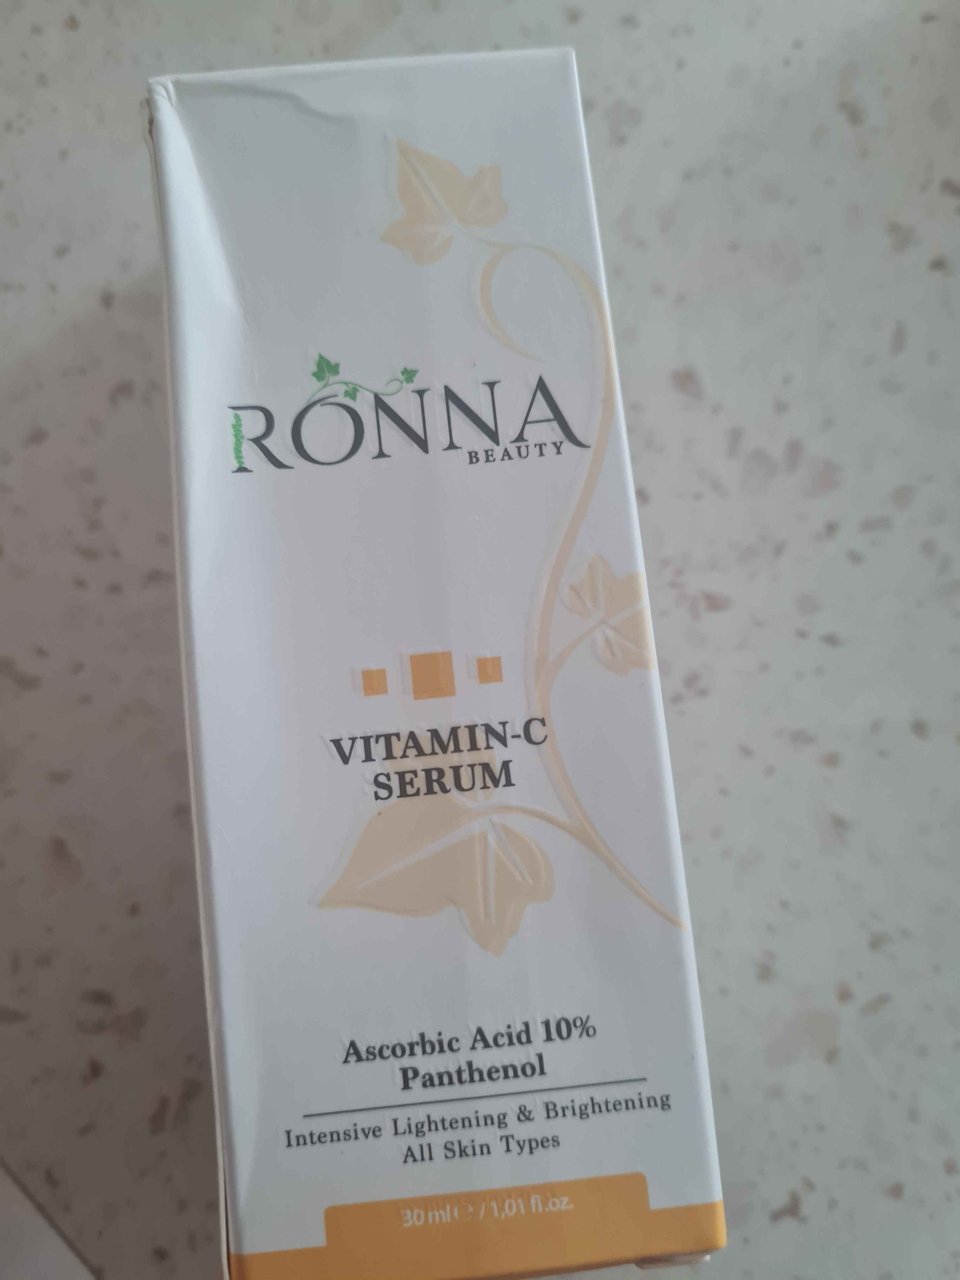 RONNA
BEAUTY
VITAMIN-C
SERUM
Ascorbic Acid 10%
Panthenol
Intensive Lightening & Brightening
All Skin Types
30 ml ℮ / 1,01 fl.oz.